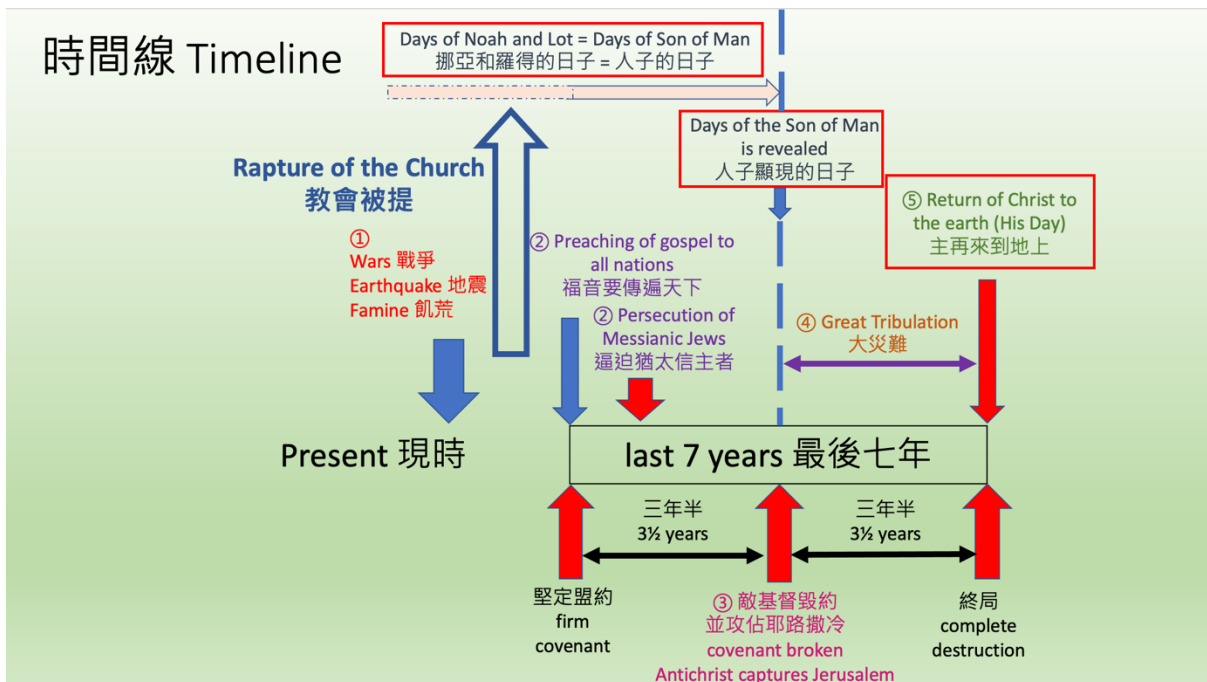 時間線 Timeline
Days of Noah and Lot = Days of Son of Man
挪亞和羅得的日子 = 人子的日子
Days of the Son of Man
is revealed
人子顯現的日子
Rapture of the Church
教會被提
①
Wars 戰爭
Earthquake 地震
Famine 飢荒
② Preaching of gospel to
all nations
福音要傳遍天下
② Persecution of
Messianic Jews
逼迫猶太信主者
⑤ Return of Christ to
the earth (His Day)
主再來到地上
④ Great Tribulation
大災難
Present 現時
last 7 years 最後七年
三年半
3½ years
三年半
3½ years
堅定盟約
firm
covenant
③ 敵基督毀約
並攻佔耶路撒冷
covenant broken
Antichrist captures Jerusalem
終局
complete
destruction